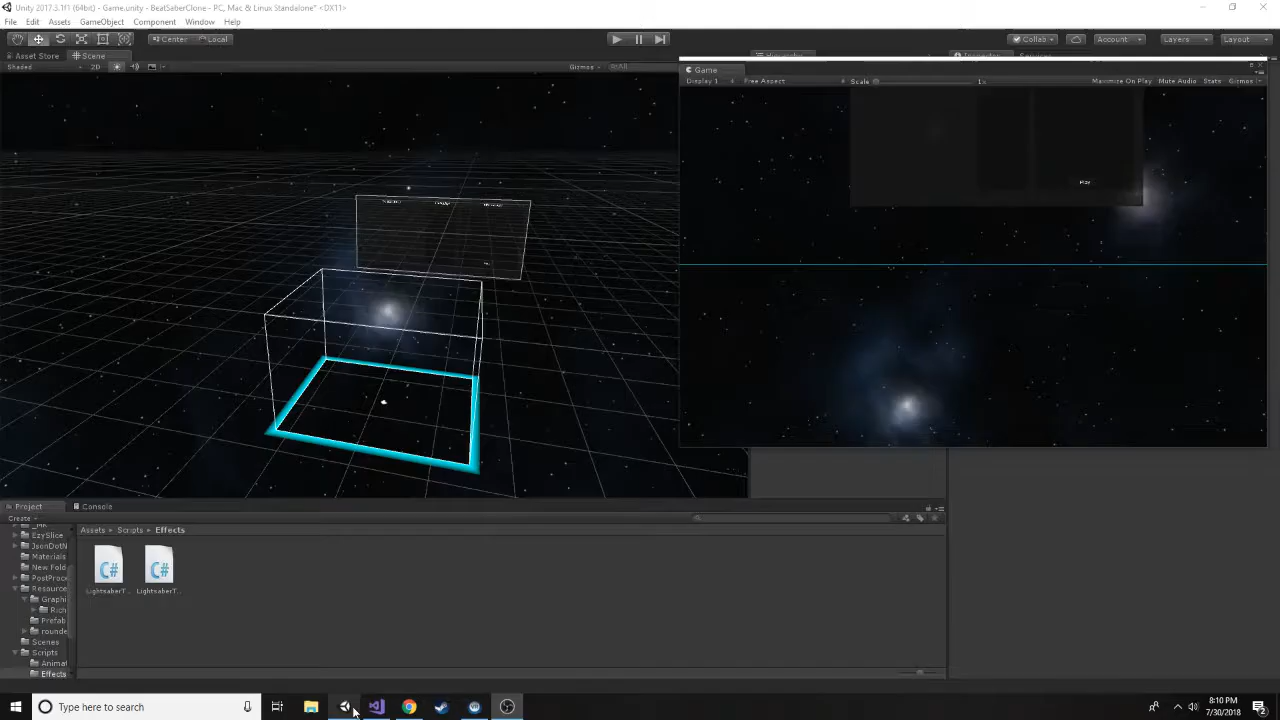 Unity 2017.3.1f1 (64bit) - Game.unity - BeatSaberClone - PC, Mac & Linux Standalone* <DX11>
File Edit Assets GameObject Component Window Help
Center Local Collab Account Layers Layout
Asset Store Scene
Shaded 2D Gizmos All
Game
Display 1 Free Aspect Scale 1x Maximize On Play Mute Audio Stats Gizmos
Play
Project Console
Create
Assets Scripts Effects
EzySlice
JsonDotN
Materials
New Fold
PostProce
Resource
Graphi
Rich
Prefab
rounde
Scenes
Scripts
Animat
Effects
C# C#
LightsaberT... LightsaberT...
Type here to search
8:10 PM
7/30/2018
2